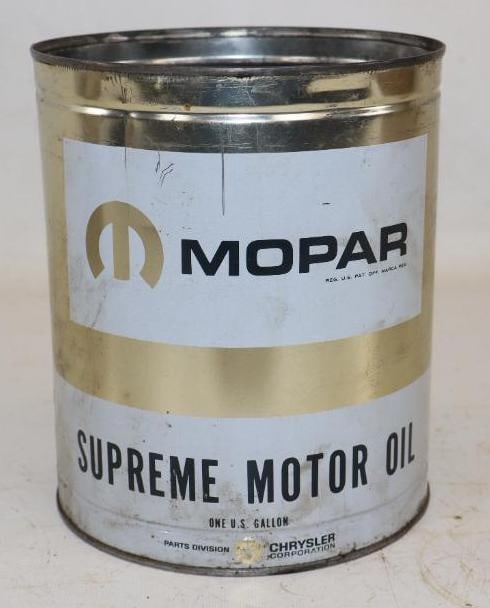 MOPAR
REG. U.S. PAT. OFF. MARCA REG
SUPREME MOTOR OIL
ONE U.S. GALLON
PARTS DIVISION CHRYSLER
CORPORATION